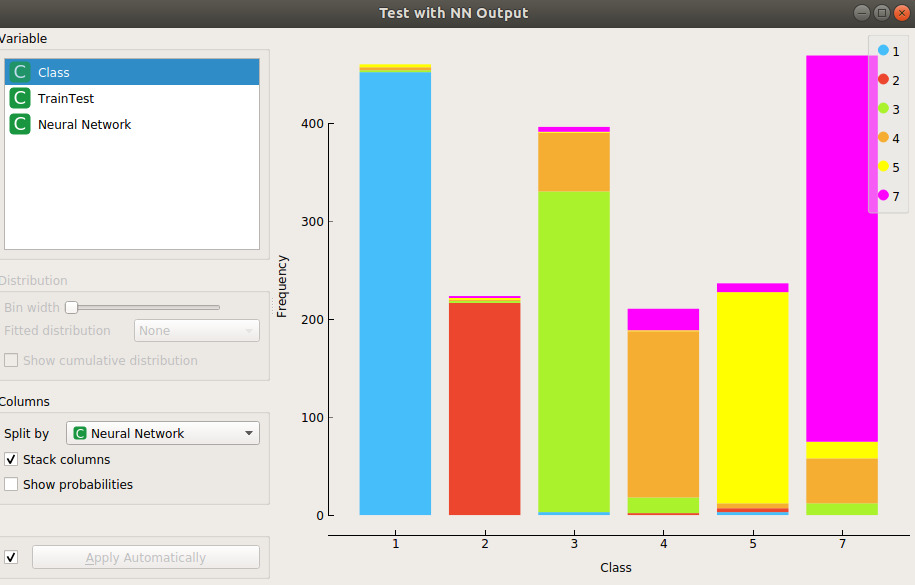 Test with NN Output
Variable
C Class
C TrainTest
C Neural Network
Distribution
Bin width
Fitted distribution None
Show cumulative distribution
Columns
Split by C Neural Network
Stack columns
Show probabilities
Apply Automatically
Frequency
400
300
200
100
0
1 2 3 4 5 7
Class
1
2
3
4
5
7